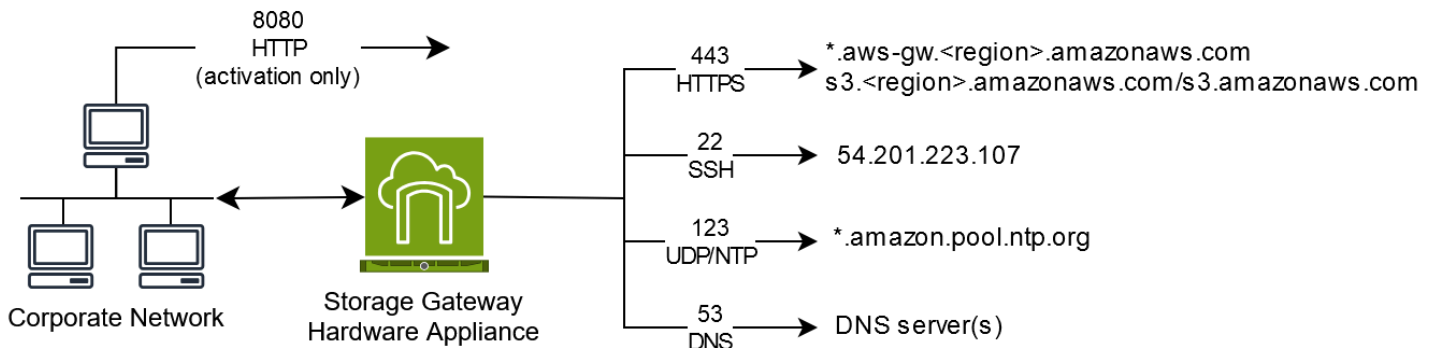 8080
HTTP
(activation only)
443
HTTPS
*.aws-gw.<region>.amazonaws.com
s3.<region>.amazonaws.com/s3.amazonaws.com
22
SSH
54.201.223.107
123
UDP/NTP
*.amazon.pool.ntp.org
53
DNS
DNS server(s)
Corporate Network
Storage Gateway
Hardware Appliance